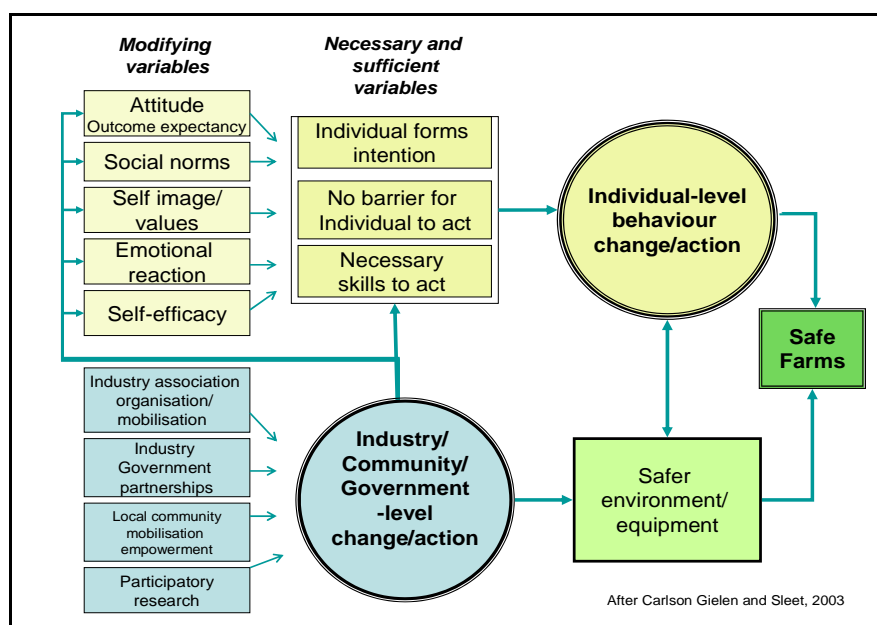 Modifying
variables
Necessary and
sufficient
variables
Attitude
Outcome expectancy
Social norms
Self image/
values
Emotional
reaction
Self-efficacy
Individual forms
intention
No barrier for
Individual to act
Necessary
skills to act
Individual-level
behaviour
change/action
Safe
Farms
Industry association
organisation/
mobilisation
Industry
Government
partnerships
Local community
mobilisation
empowerment
Participatory
research
Industry/
Community/
Government
-level
change/action
Safer
environment/
equipment
After Carlson Gielen and Sleet, 2003